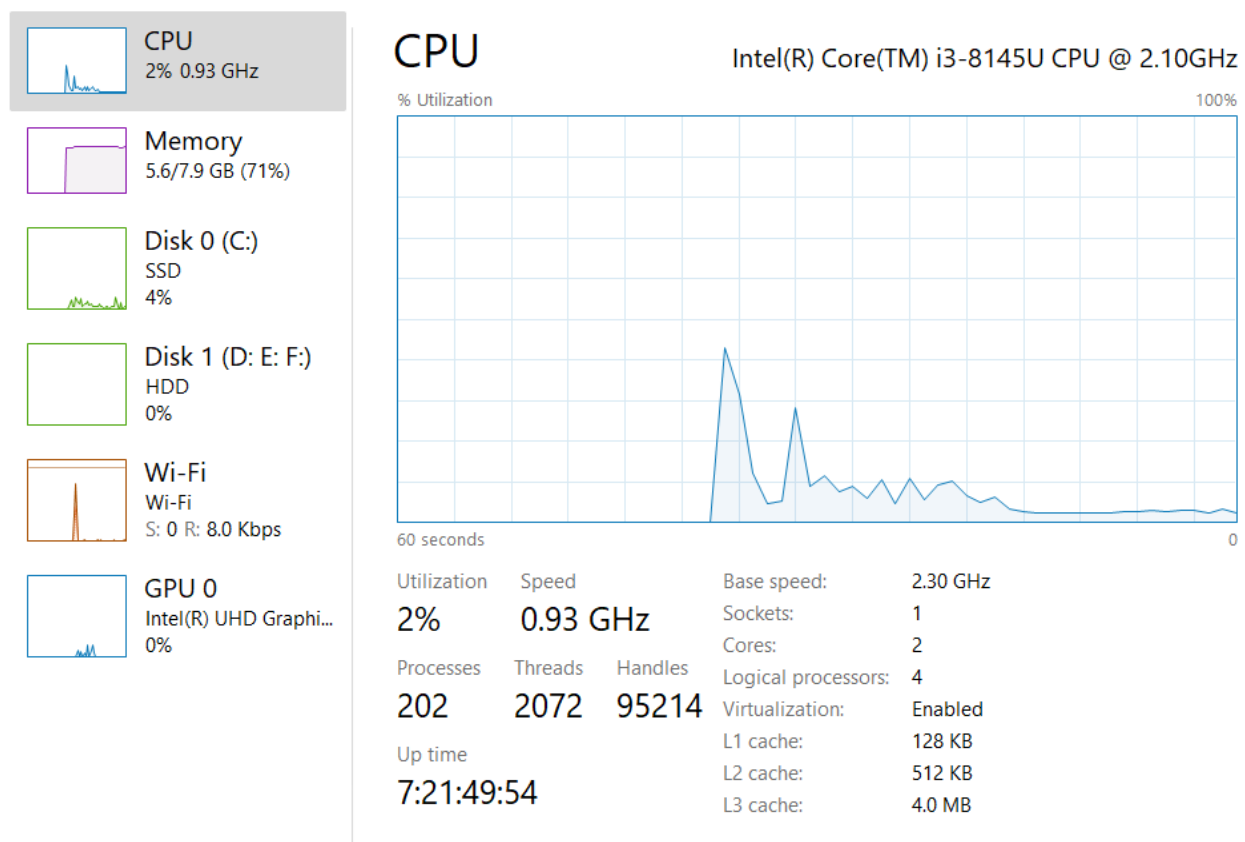 CPU
2% 0.93 GHz
Memory
5.6/7.9 GB (71%)
Disk 0 (C:)
SSD
4%
Disk 1 (D: E: F:)
HDD
0%
Wi-Fi
Wi-Fi
S: 0 R: 8.0 Kbps
GPU 0
Intel(R) UHD Graphi...
0%
CPU
Intel(R) Core(TM) i3-8145U CPU @ 2.10GHz
% Utilization 100%
60 seconds 0
Utilization Speed
2% 0.93 GHz
Processes Threads Handles
202 2072 95214
Up time
7:21:49:54
Base speed: 2.30 GHz
Sockets: 1
Cores: 2
Logical processors: 4
Virtualization: Enabled
L1 cache: 128 KB
L2 cache: 512 KB
L3 cache: 4.0 MB